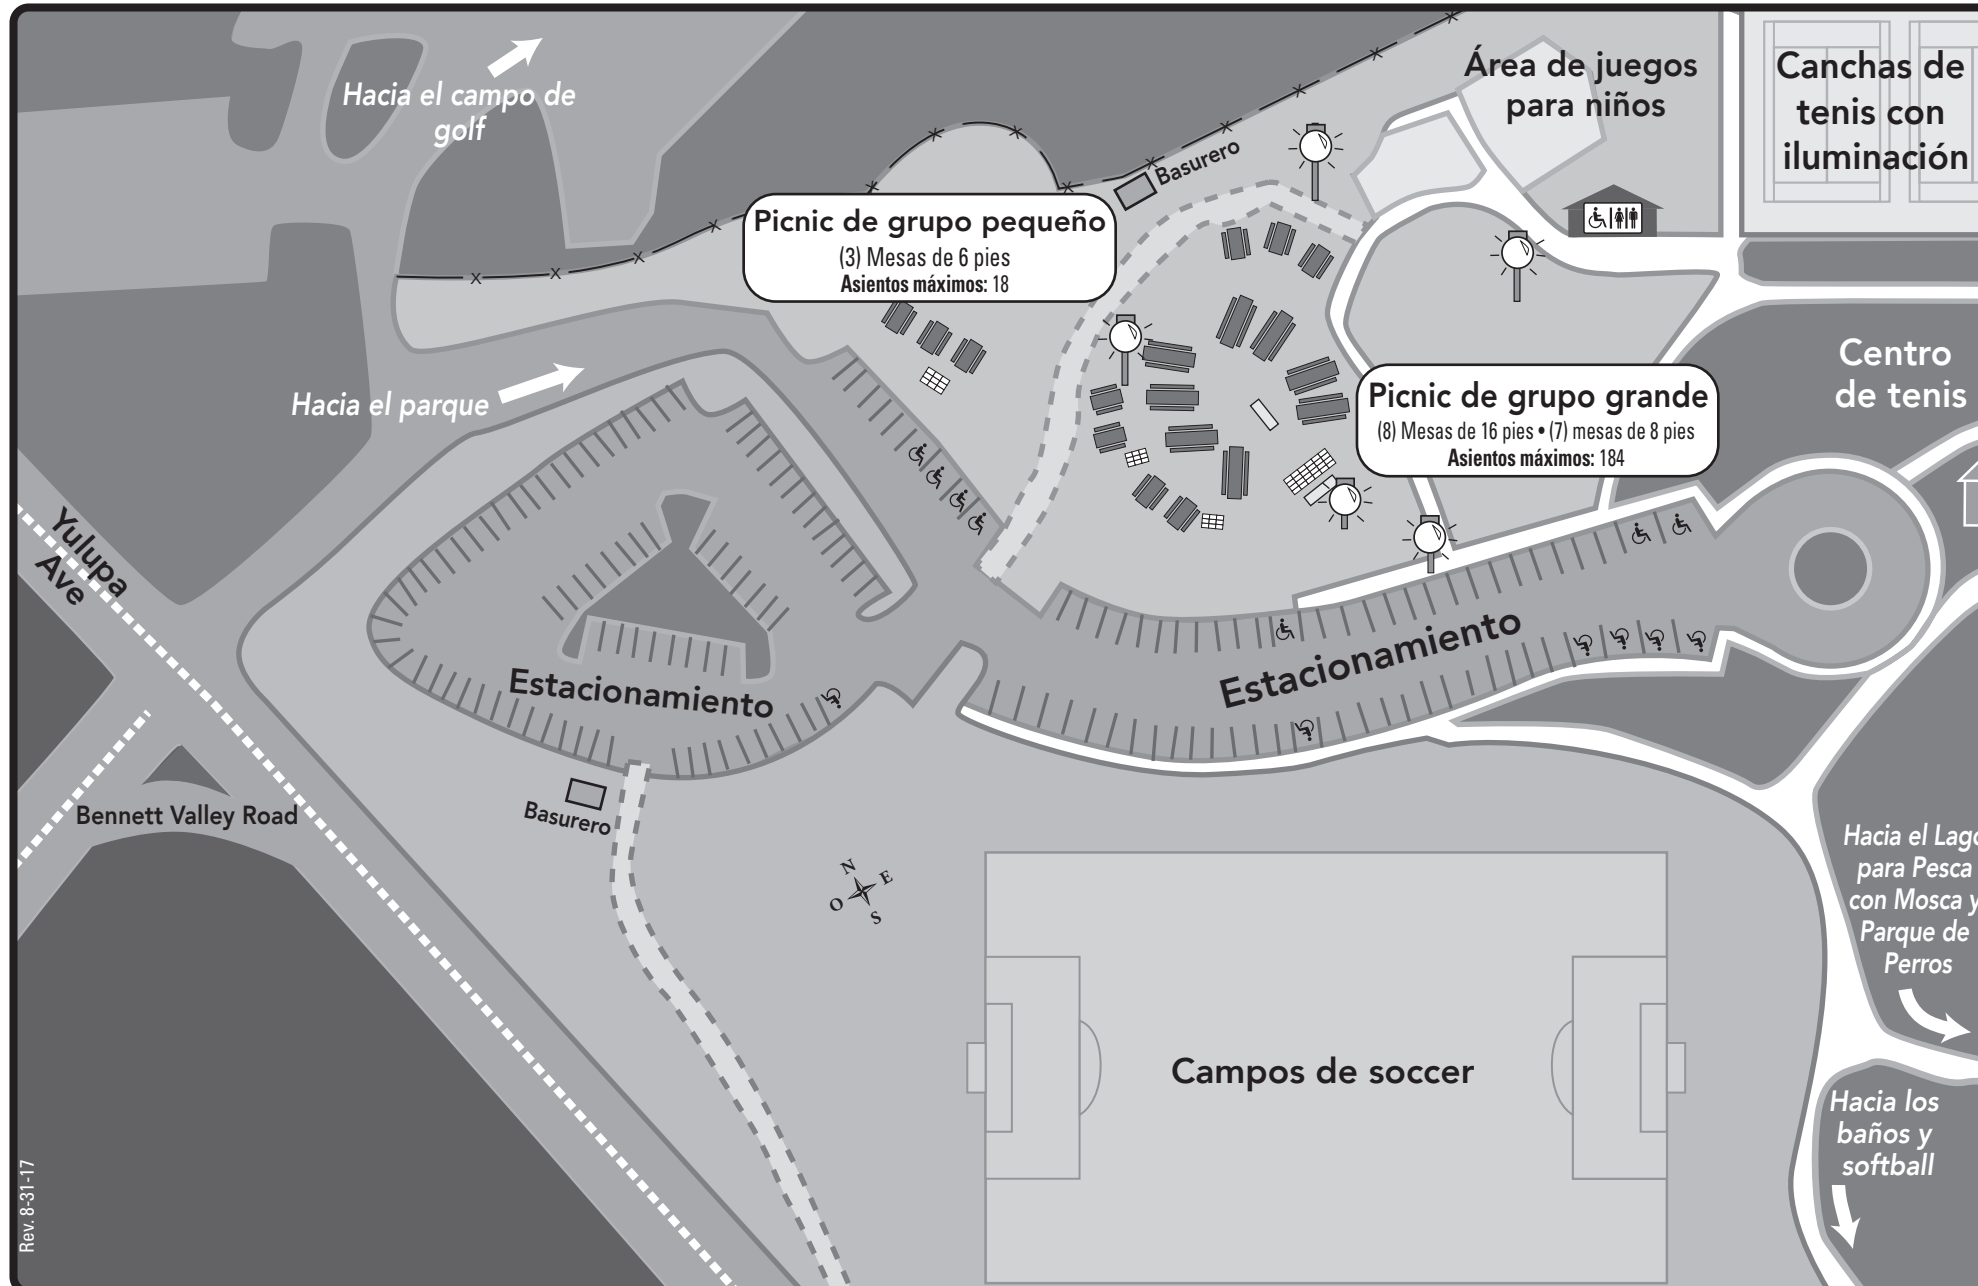 Hacia el campo de
golf
Área de juegos
para niños
Canchas de
tenis con
iluminación
Basurero
Picnic de grupo pequeño
(3) Mesas de 6 pies
Asientos máximos: 18
Hacia el parque
Centro
de tenis
Picnic de grupo grande
(8) Mesas de 16 pies • (7) mesas de 8 pies
Asientos máximos: 184
Yulupa
Ave
Estacionamiento
Estacionamiento
Bennett Valley Road
Basurero
N
E
O
S
Hacia el Lago
para Pesca
con Mosca y
Parque de
Perros
Campos de soccer
Hacia los
baños y
softball
Rev. 8-31-17